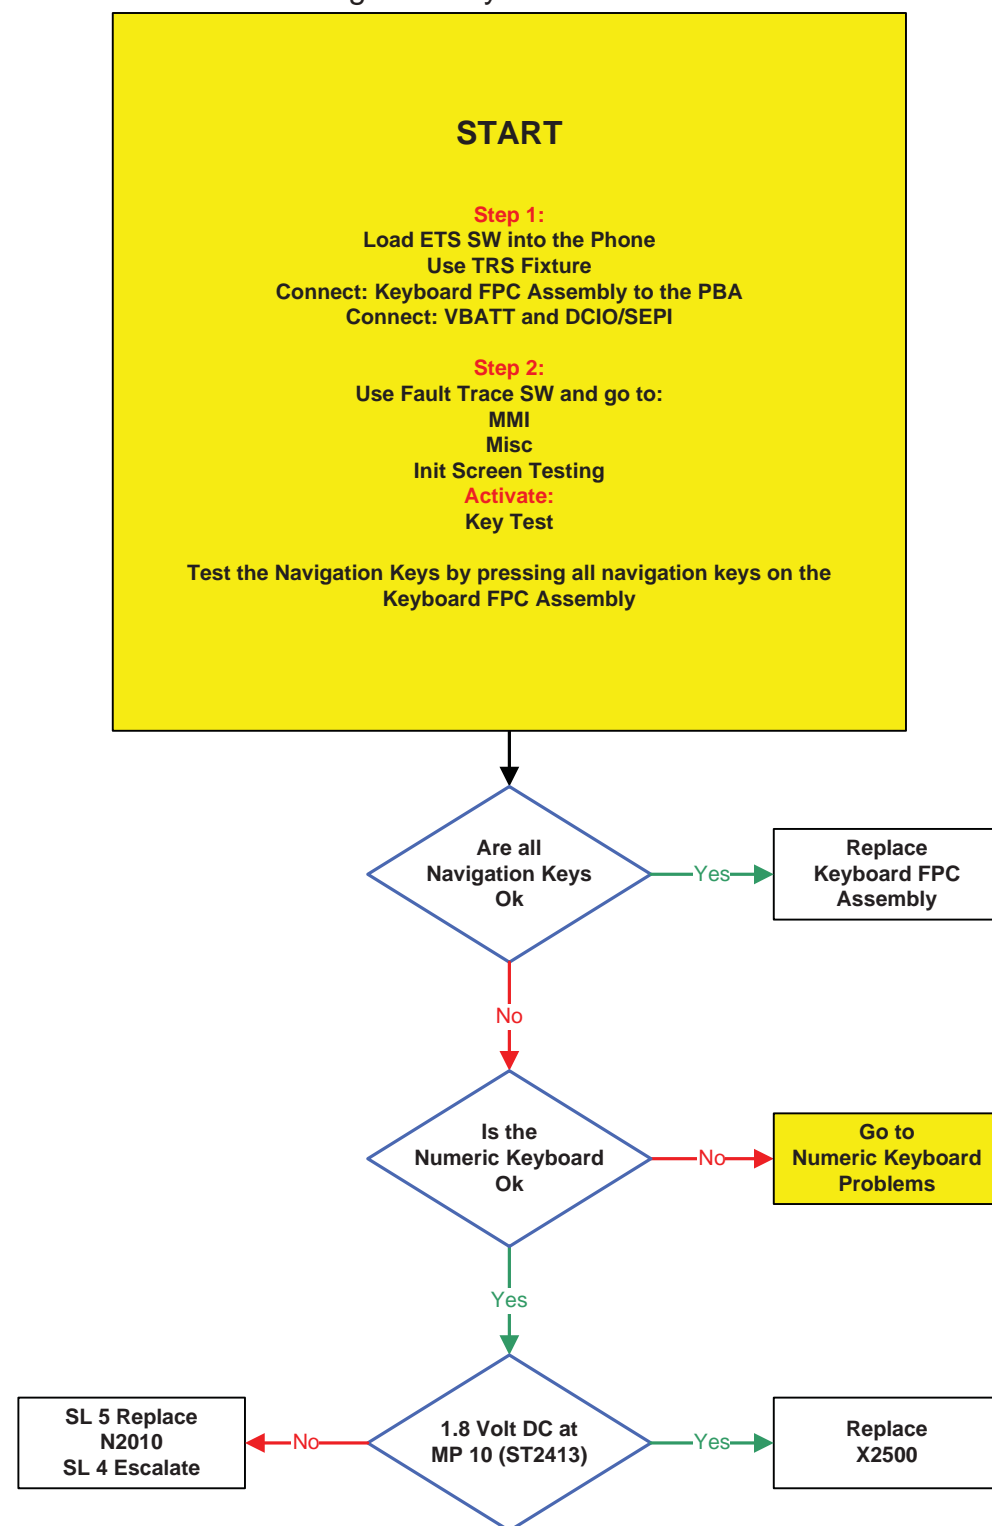 START
Step 1:
Load ETS SW into the Phone
Use TRS Fixture
Connect: Keyboard FPC Assembly to the PBA
Connect: VBATT and DCIO/SEPI
Step 2:
Use Fault Trace SW and go to:
MMI
Misc
Init Screen Testing
Activate:
Key Test
Test the Navigation Keys by pressing all navigation keys on the
Keyboard FPC Assembly
Are all
Navigation Keys
Ok
Yes
Replace
Keyboard FPC
Assembly
No
Is the
Numeric Keyboard
Ok
No
Go to
Numeric Keyboard
Problems
Yes
SL 5 Replace
N2010
SL 4 Escalate
No
1.8 Volt DC at
MP 10 (ST2413)
Yes
Replace
X2500